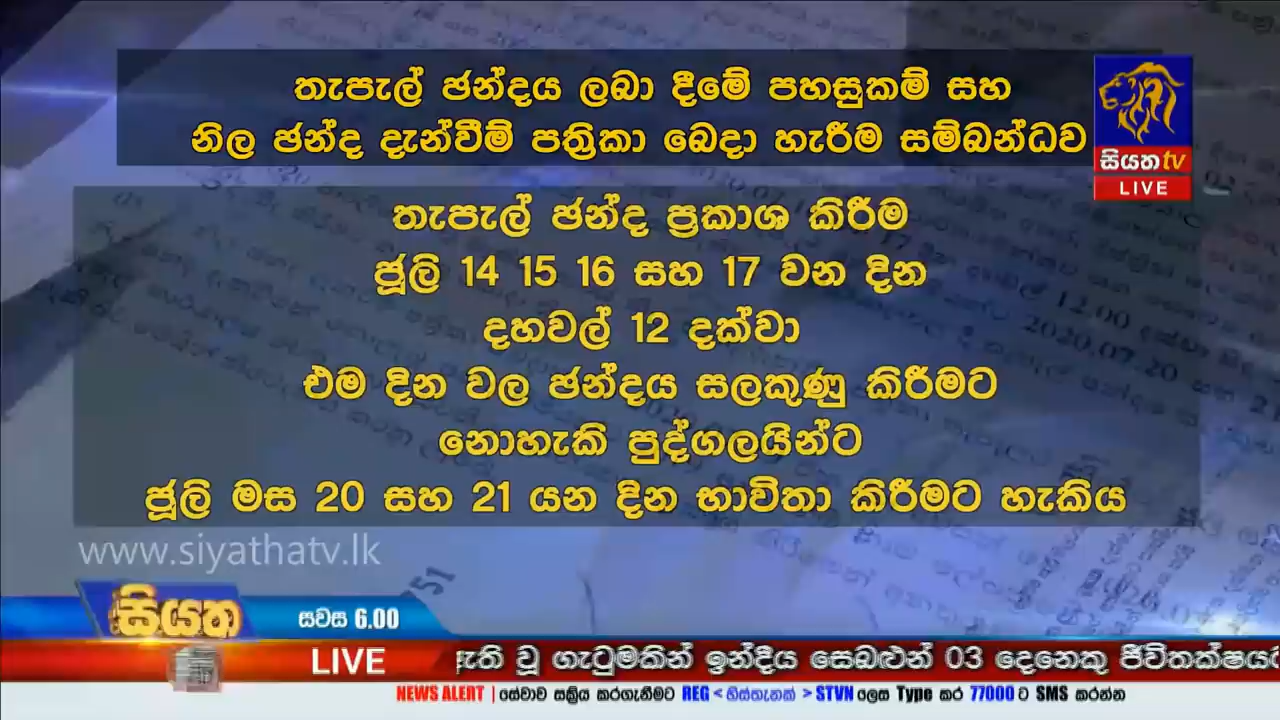 තැපැල් ඡන්දය ලබා දීමේ පහසුකම් සහ
නිල ඡන්ද දැන්වීම් පත්‍රිකා බෙදා හැරීම සම්බන්ධව
සියත tv
LIVE
තැපැල් ඡන්ද ප්‍රකාශ කිරීම
ජූලි 14 15 16 සහ 17 වන දින
දහවල් 12 දක්වා
එම දින වල ඡන්දය සලකුණු කිරීමට
නොහැකි පුද්ගලයින්ට
ජූලි මස 20 සහ 21 යන දින භාවිතා කිරීමට හැකිය
www.siyathatv.lk
සියත
සවස 6.00
LIVE
ඇති වූ ගැටුමකින් ඉන්දීය සෙබළුන් 03 දෙනෙකු
NEWS ALERT | සේවාව සක්‍රිය කරගැනීමට REG < හිස්තැනක් > STVN ලෙස Type කර 77000 ට SMS කරන්න